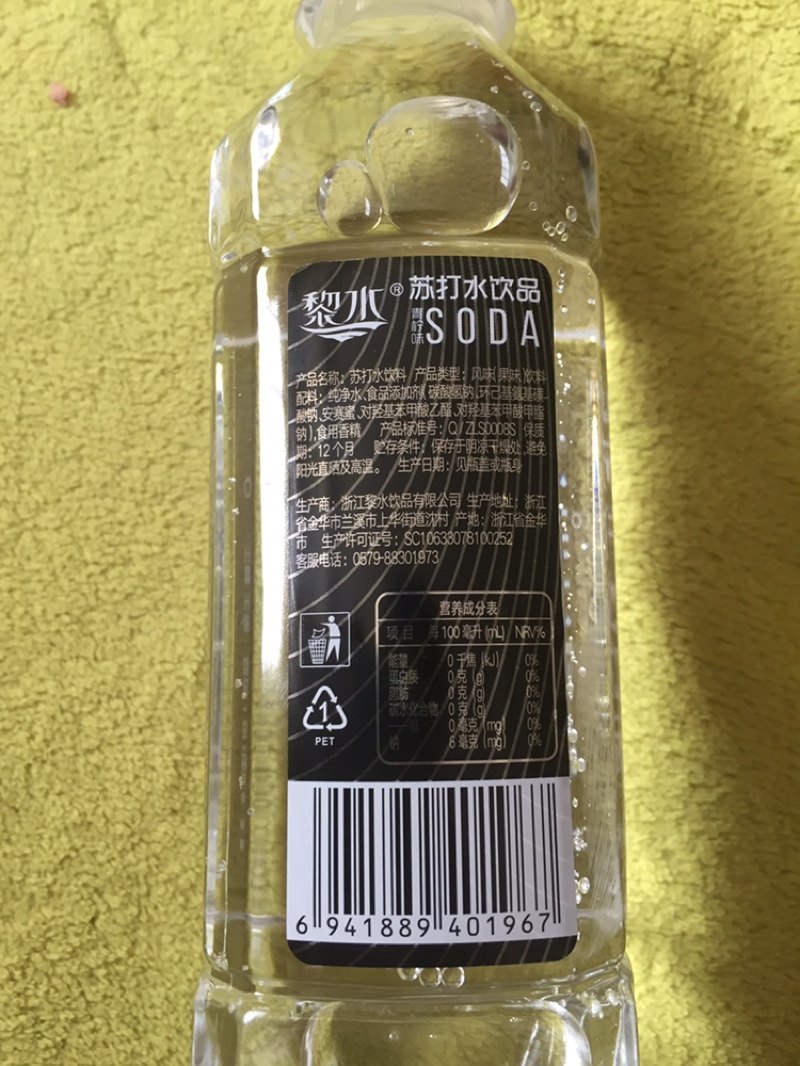 黎水® 苏打水饮品
青柠味 SODA
产品名称：苏打水饮料 产品类型：风味(果味)饮料
配料：纯净水、食品添加剂(碳酸氢钠、环己基氨基磺
酸钠、安赛蜜、对羟基苯甲酸乙酯、对羟基苯甲酸甲酯
钠)、食用香精 产品标准号：Q/ZLS0008S 保质
期：12个月 贮存条件：保存于阴凉干燥处，避免
阳光直晒及高温。 生产日期：见瓶盖或瓶身
生产商：浙江黎水饮品有限公司 生产地址：浙江
省金华市兰溪市上华街道沈村 产地：浙江省金华
市 生产许可证号：SC10633078100252
客服电话：0579-88301973
营养成分表
项目 每100毫升(mL) NRV%
能量 0千焦(kJ) 0%
蛋白质 0克(g) 0%
脂肪 0克(g) 0%
碳水化合物 0克(g) 0%
0毫克(mg) 0%
钠 6毫克(mg) 0%
1
PET
6 941889 401967